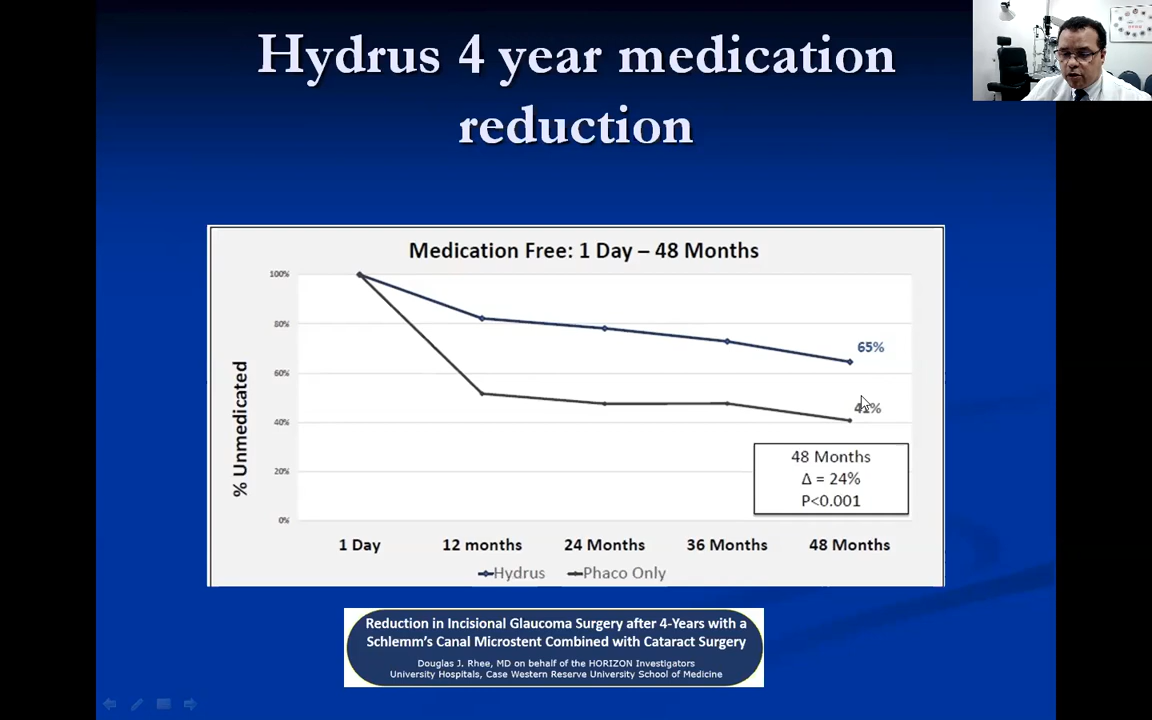 Hydrus 4 year medication
reduction
Medication Free: 1 Day – 48 Months
100%
80%
60%
40%
20%
0%
% Unmedicated
65%
48 Months
Δ = 24%
P<0.001
1 Day
12 months
24 Months
36 Months
48 Months
Hydrus
Phaco Only
Reduction in Incisional Glaucoma Surgery after 4-Years with a
Schlemm's Canal Microstent Combined with Cataract Surgery
Douglas J. Rhee, MD on behalf of the HORIZON Investigators
University Hospitals, Case Western Reserve University School of Medicine